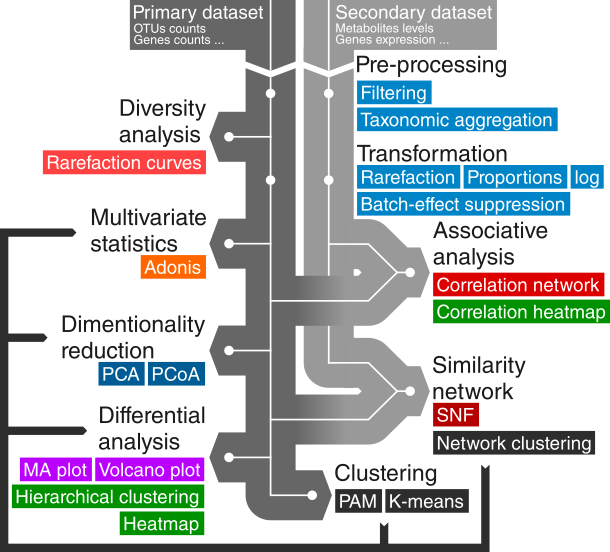 Primary dataset
OTUs counts
Genes counts ...
Secondary dataset
Metabolites levels
Genes expression ...
Pre-processing
Filtering
Taxonomic aggregation
Diversity
analysis
Rarefaction curves
Transformation
Rarefaction Proportions log
Batch-effect suppression
Multivariate
statistics
Adonis
Associative
analysis
Correlation network
Correlation heatmap
Dimentionality
reduction
PCA PCoA
Similarity
network
SNF
Network clustering
Differential
analysis
MA plot Volcano plot
Hierarchical clustering
Heatmap
Clustering
PAM K-means